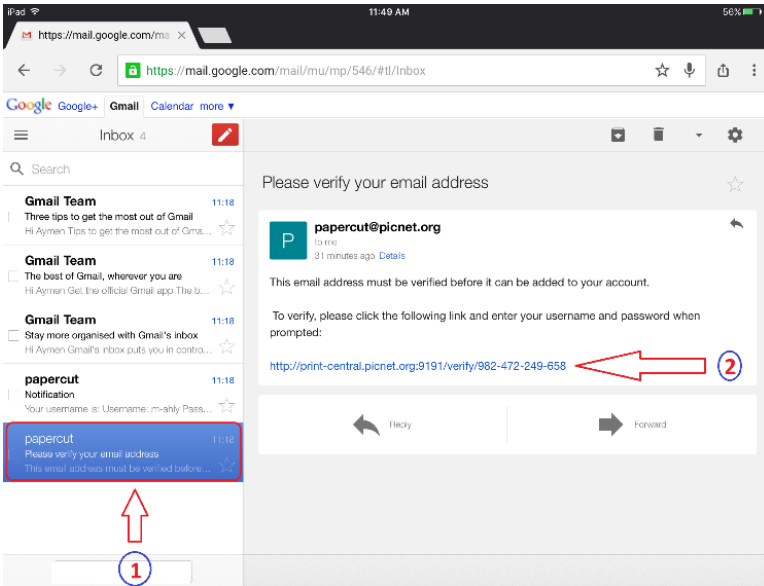 iPad 11:49 AM 56%
https://mail.google.com/ma ×
https://mail.google.com/mail/mu/mp/546/#tl/Inbox
Google Google+ Gmail Calendar more ▼
Inbox 4
Search
Gmail Team 11:18
Three tips to get the most out of Gmail
Hi Aymen Tips to get the most out of Gma...
Gmail Team 11:18
The best of Gmail, wherever you are
Hi Aymen Get the official Gmail app The b...
Gmail Team 11:18
Stay more organised with Gmail's inbox
Hi Aymen Gmail's inbox puts you in contro...
papercut 11:18
Notification
Your username is: Username: m-ahly Pass...
papercut 11:18
Please verify your email address
This email address must be verified before...
1
Please verify your email address
P
papercut@picnet.org
to me
31 minutes ago Details
This email address must be verified before it can be added to your account.
To verify, please click the following link and enter your username and password when
prompted:
http://print-central.picnet.org:9191/verify/982-472-249-658
2
Reply Forward